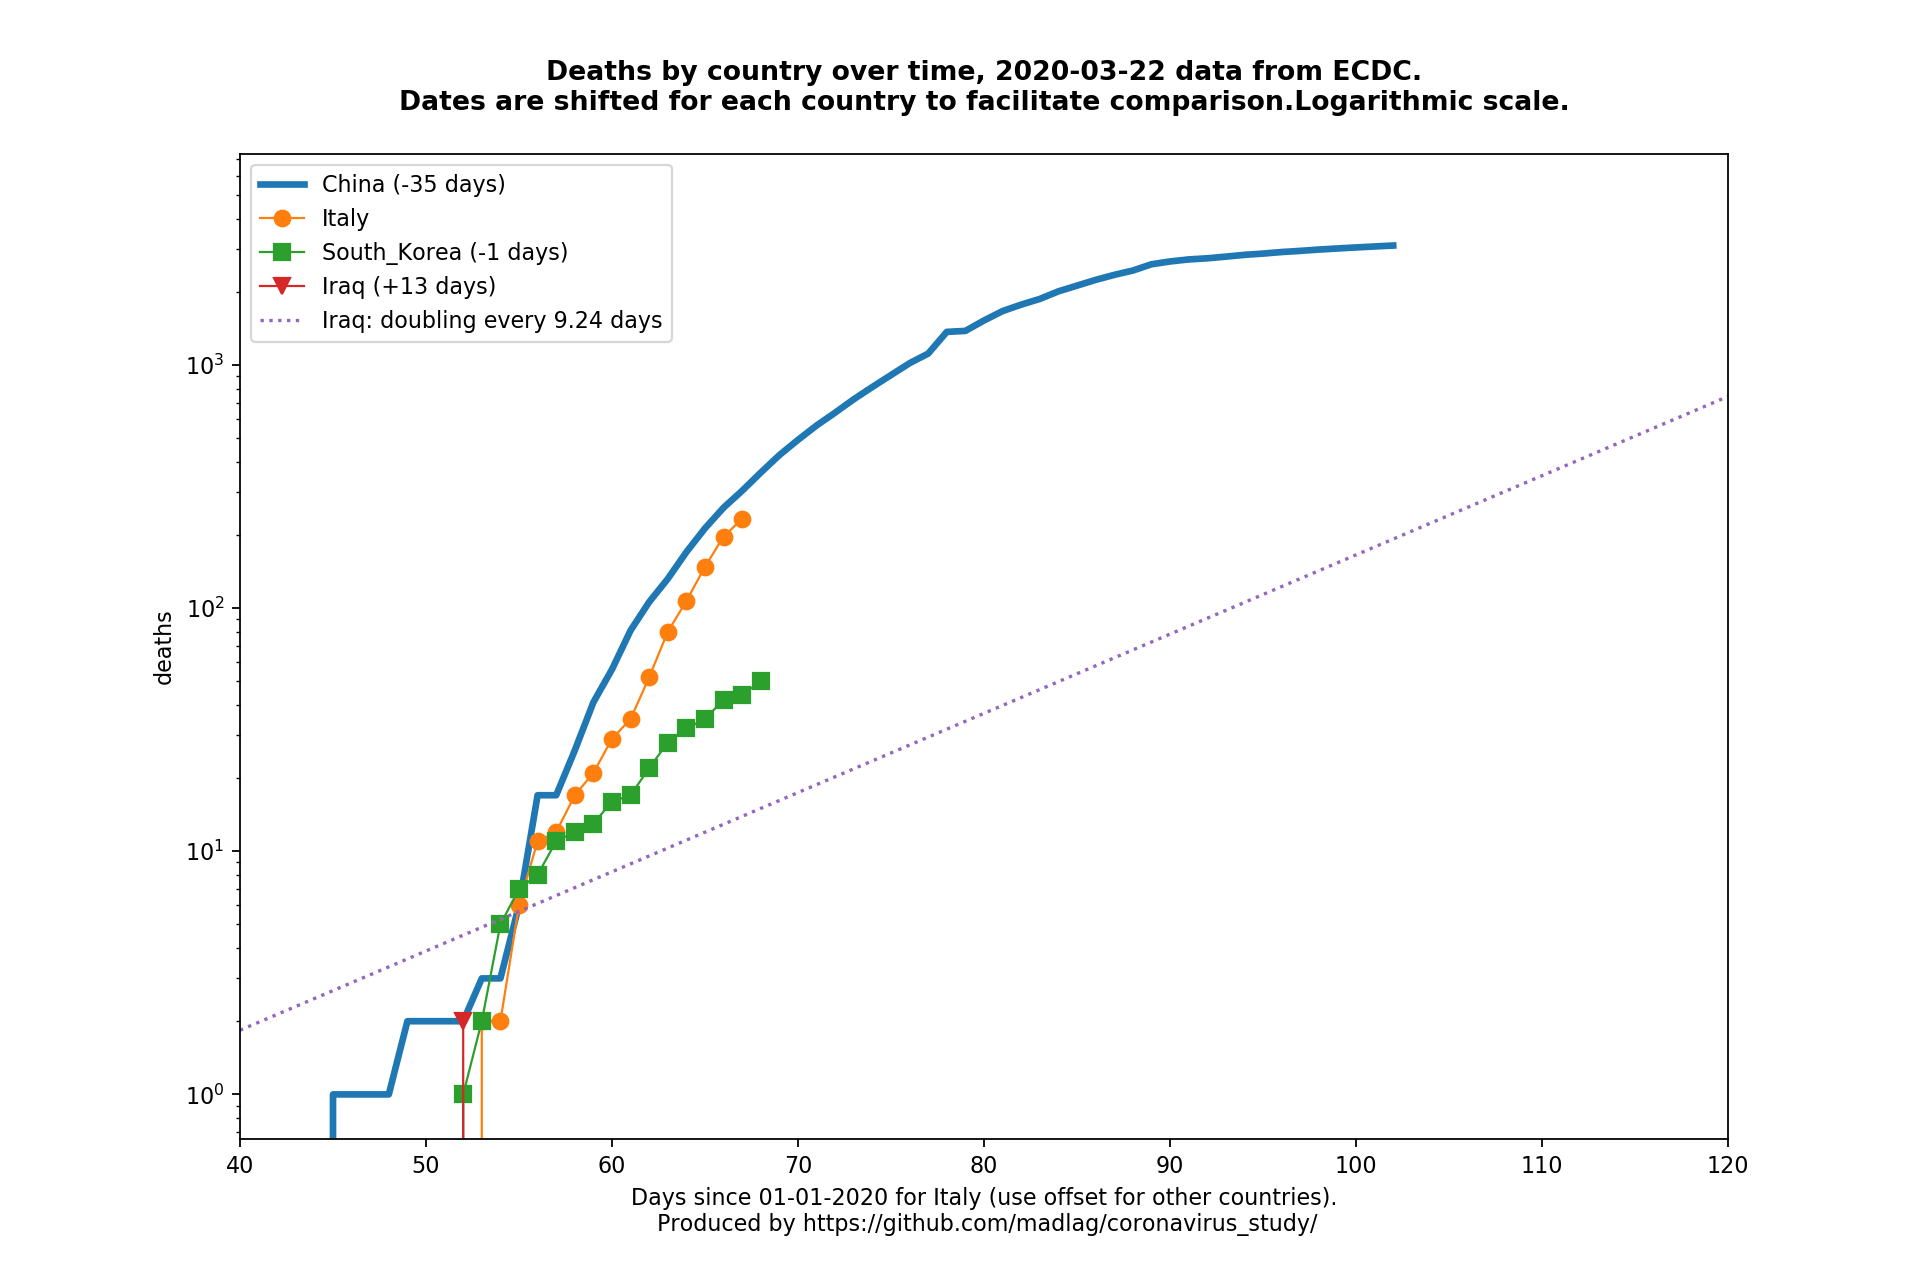 Deaths by country over time, 2020-03-22 data from ECDC.
Dates are shifted for each country to facilitate comparison.Logarithmic scale.
China (-35 days)
Italy
South_Korea (-1 days)
Iraq (+13 days)
Iraq: doubling every 9.24 days
10³
10²
10¹
10⁰
deaths
40 50 60 70 80 90 100 110 120
Days since 01-01-2020 for Italy (use offset for other countries).
Produced by https://github.com/madlag/coronavirus_study/